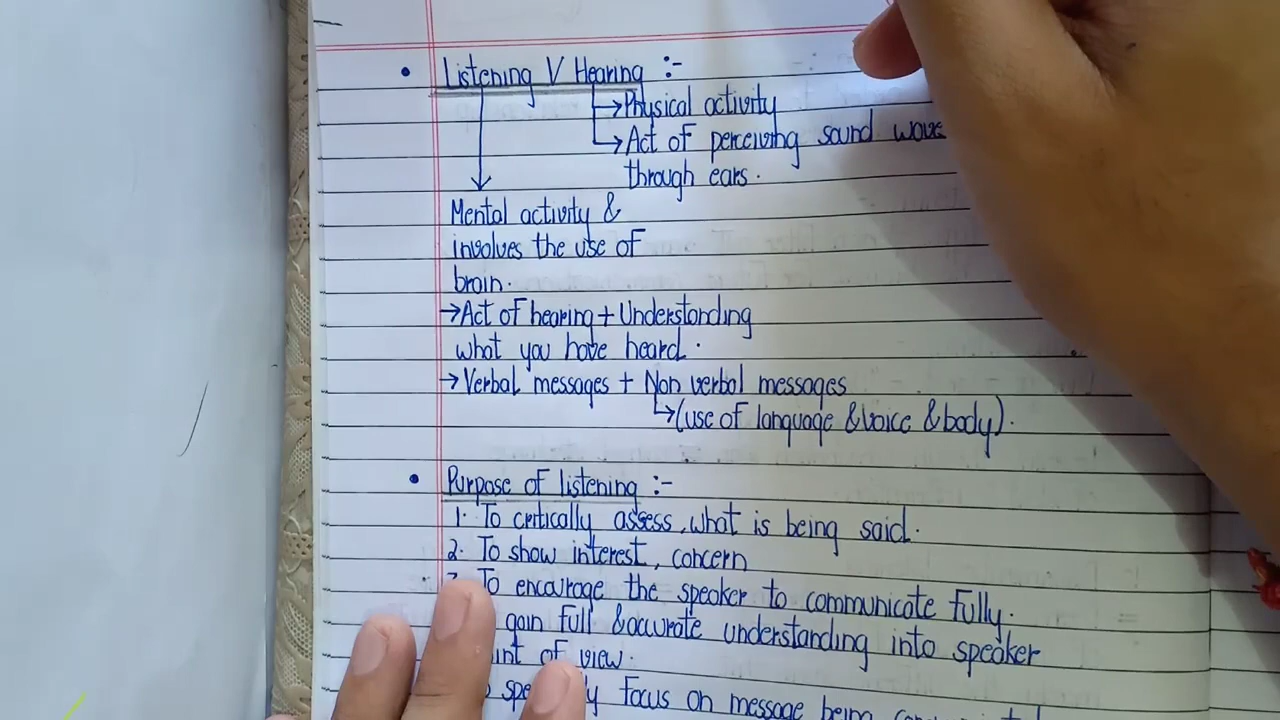 • Listening V Hearing :-
→Physical activity
→Act of perceiving sound wave
through ears.
Mental activity &
involves the use of
brain.
→Act of hearing + Understanding
what you have heard.
→Verbal messages + Non verbal messages
→(use of language & voice & body).
• Purpose of listening :-
1. To critically assess, what is being said.
2. To show interest, concern
To encourage the speaker to communicate fully.
gain full & accurate understanding into speaker
of view.
focus on message being